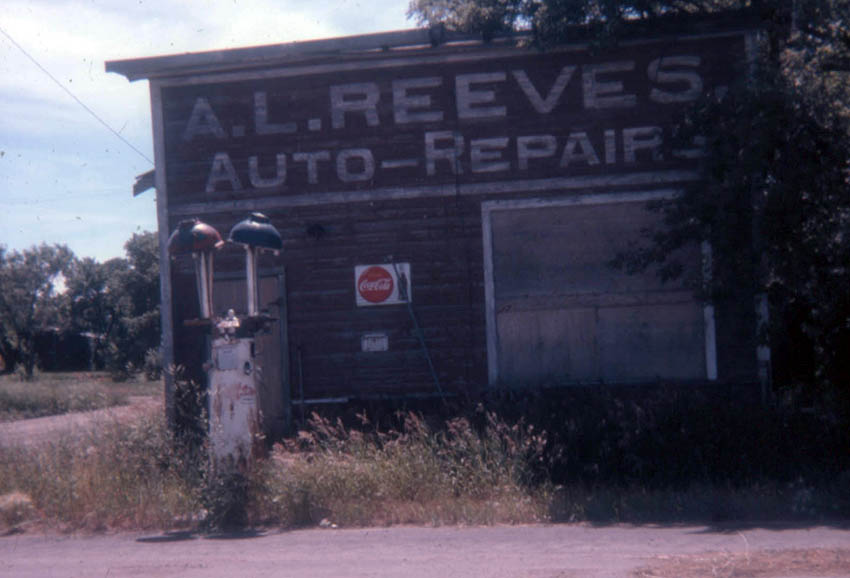 A.L. REEVES.
AUTO-REPAIR-
Coca-Cola